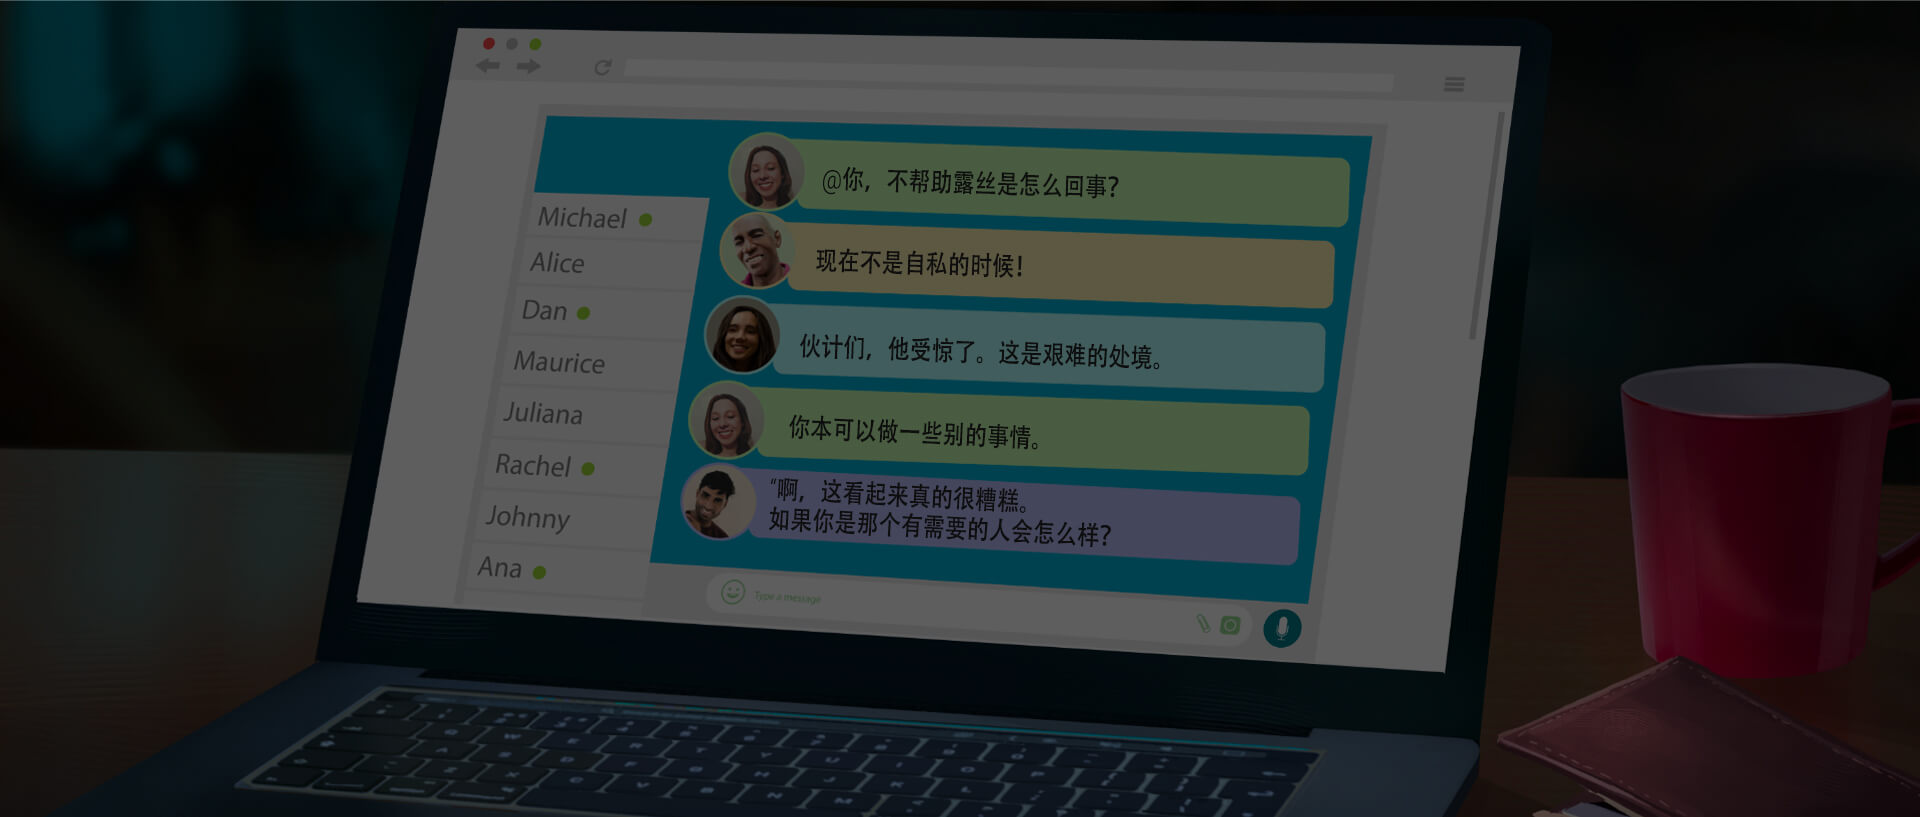 @你，不帮助露丝是怎么回事？
现在不是自私的时候！
伙计们，他受惊了。这是艰难的处境。
你本可以做一些别的事情。
“啊，这看起来真的很糟糕。
如果你是那个有需要的人会怎么样？
Michael
Alice
Dan
Maurice
Juliana
Rachel
Johnny
Ana
Type a message